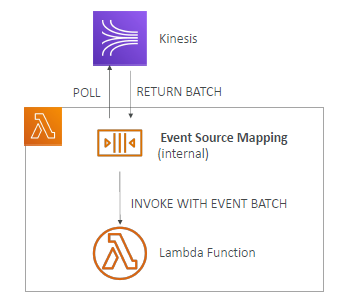 Kinesis
POLL
RETURN BATCH
Event Source Mapping
(internal)
INVOKE WITH EVENT BATCH
Lambda Function